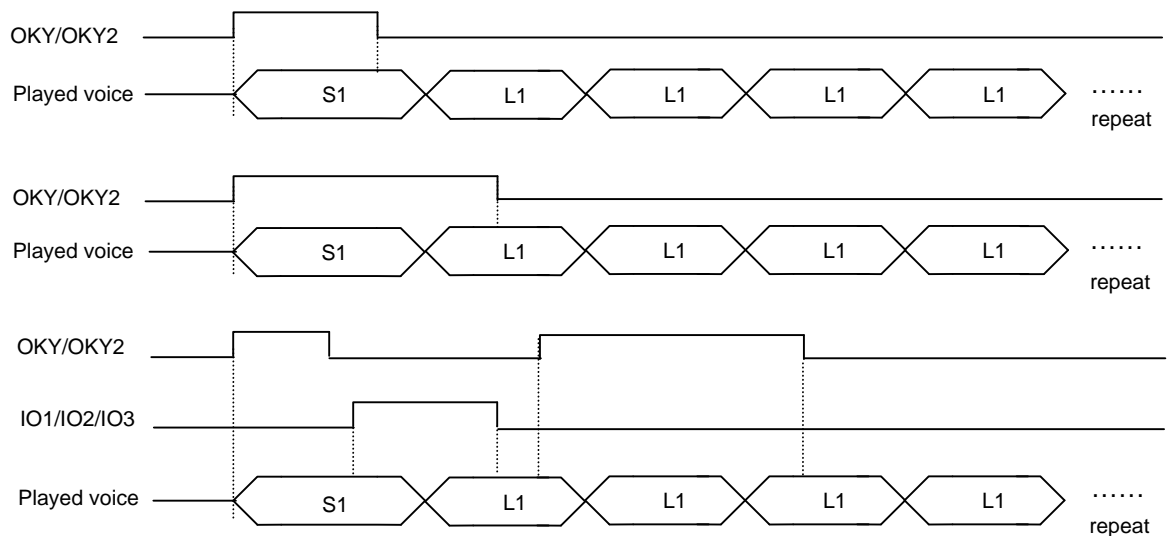 OKY/OKY2
Played voice S1 L1 L1 L1 L1 ......
repeat
OKY/OKY2
Played voice S1 L1 L1 L1 L1 ......
repeat
OKY/OKY2
IO1/IO2/IO3
Played voice S1 L1 L1 L1 L1 ......
repeat